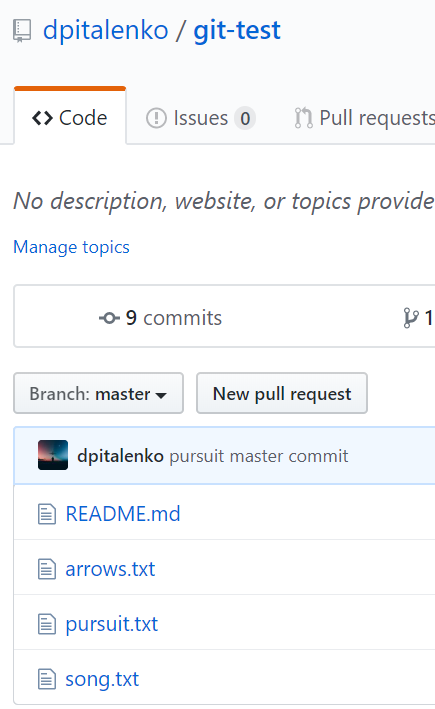 dpitalenko / git-test
Code Issues 0 Pull requests
No description, website, or topics provide
Manage topics
9 commits 1
Branch: master New pull request
dpitalenko pursuit master commit
README.md
arrows.txt
pursuit.txt
song.txt